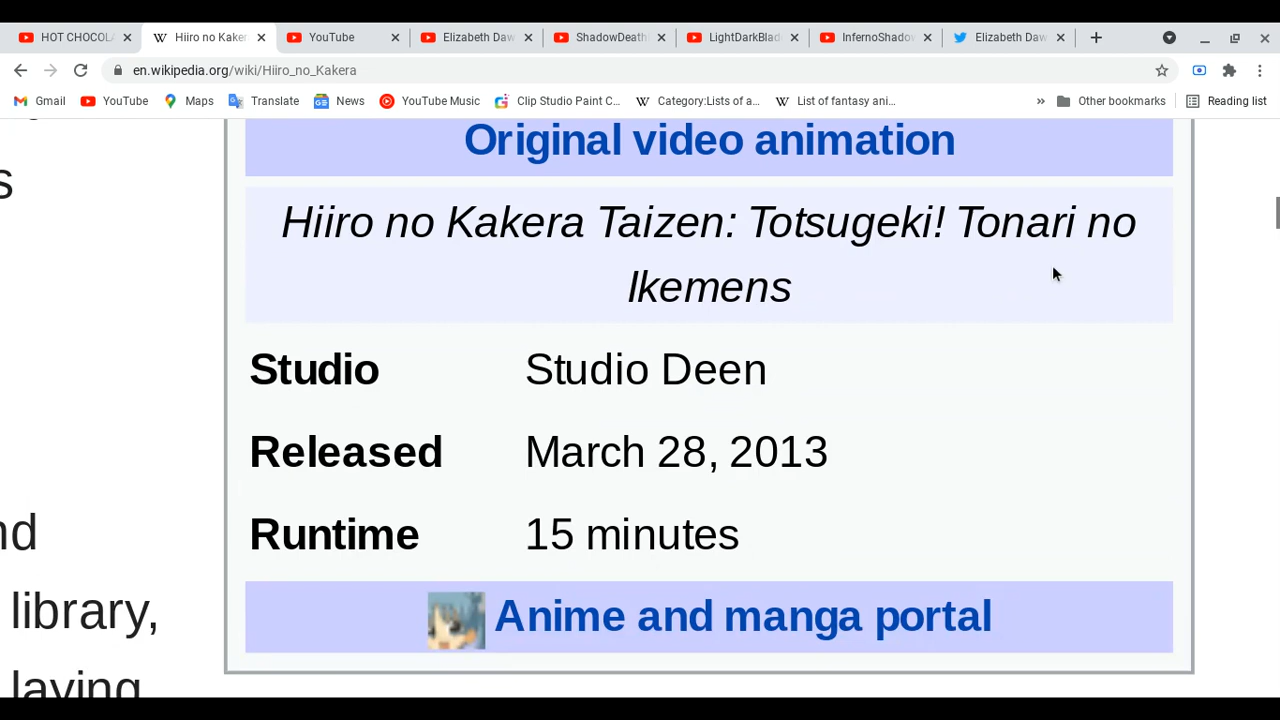 HOT CHOCOLA
Hiiro no Kaker
YouTube
Elizabeth Daw
ShadowDeath
LightDarkBlad
InfernoShado
Elizabeth Daw
en.wikipedia.org/wiki/Hiiro_no_Kakera
Gmail YouTube Maps Translate News YouTube Music Clip Studio Paint C... Category:Lists of a... List of fantasy ani... » Other bookmarks Reading list
Original video animation
s
Hiiro no Kakera Taizen: Totsugeki! Tonari no
Ikemens
Studio Studio Deen
Released March 28, 2013
nd
Runtime 15 minutes
library,
Anime and manga portal
laying